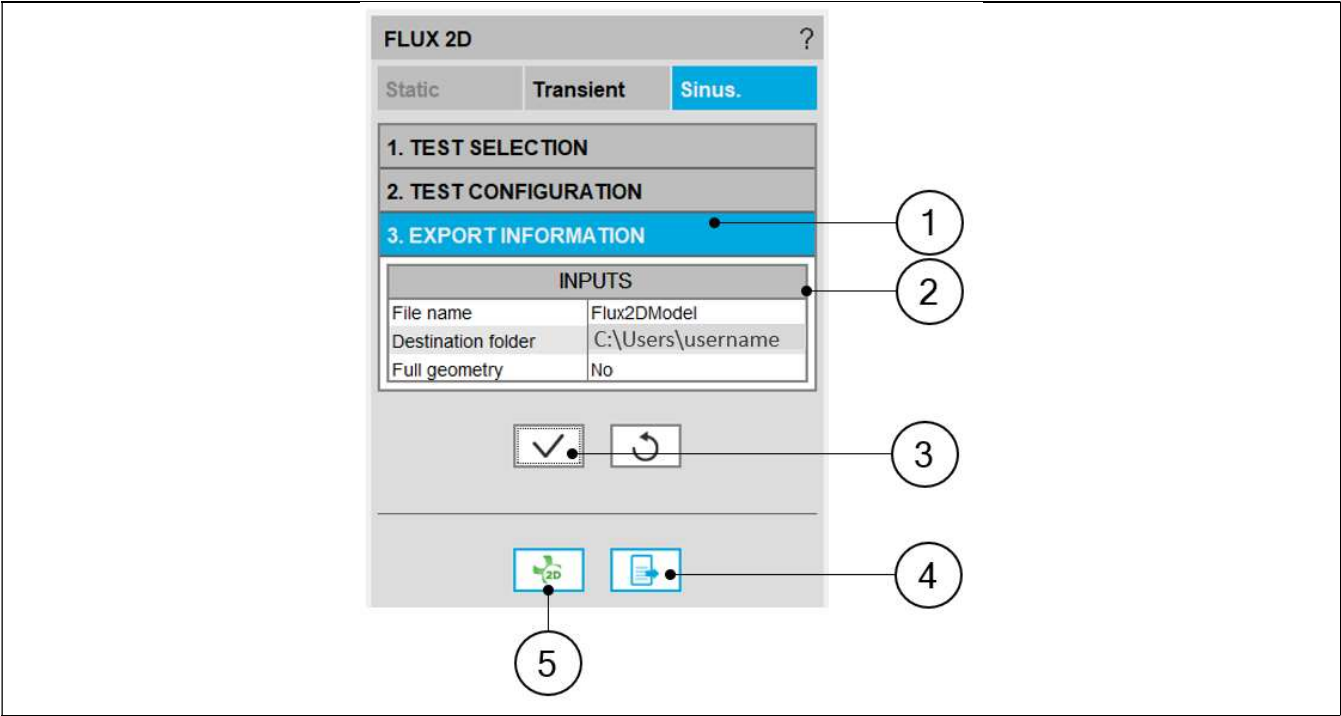 FLUX 2D ?
Static Transient Sinus.
1. TEST SELECTION
2. TEST CONFIGURATION
3. EXPORT INFORMATION
1
INPUTS
2
File name Flux2DModel
Destination folder C:\Users\username
Full geometry No
3
2D
4
5